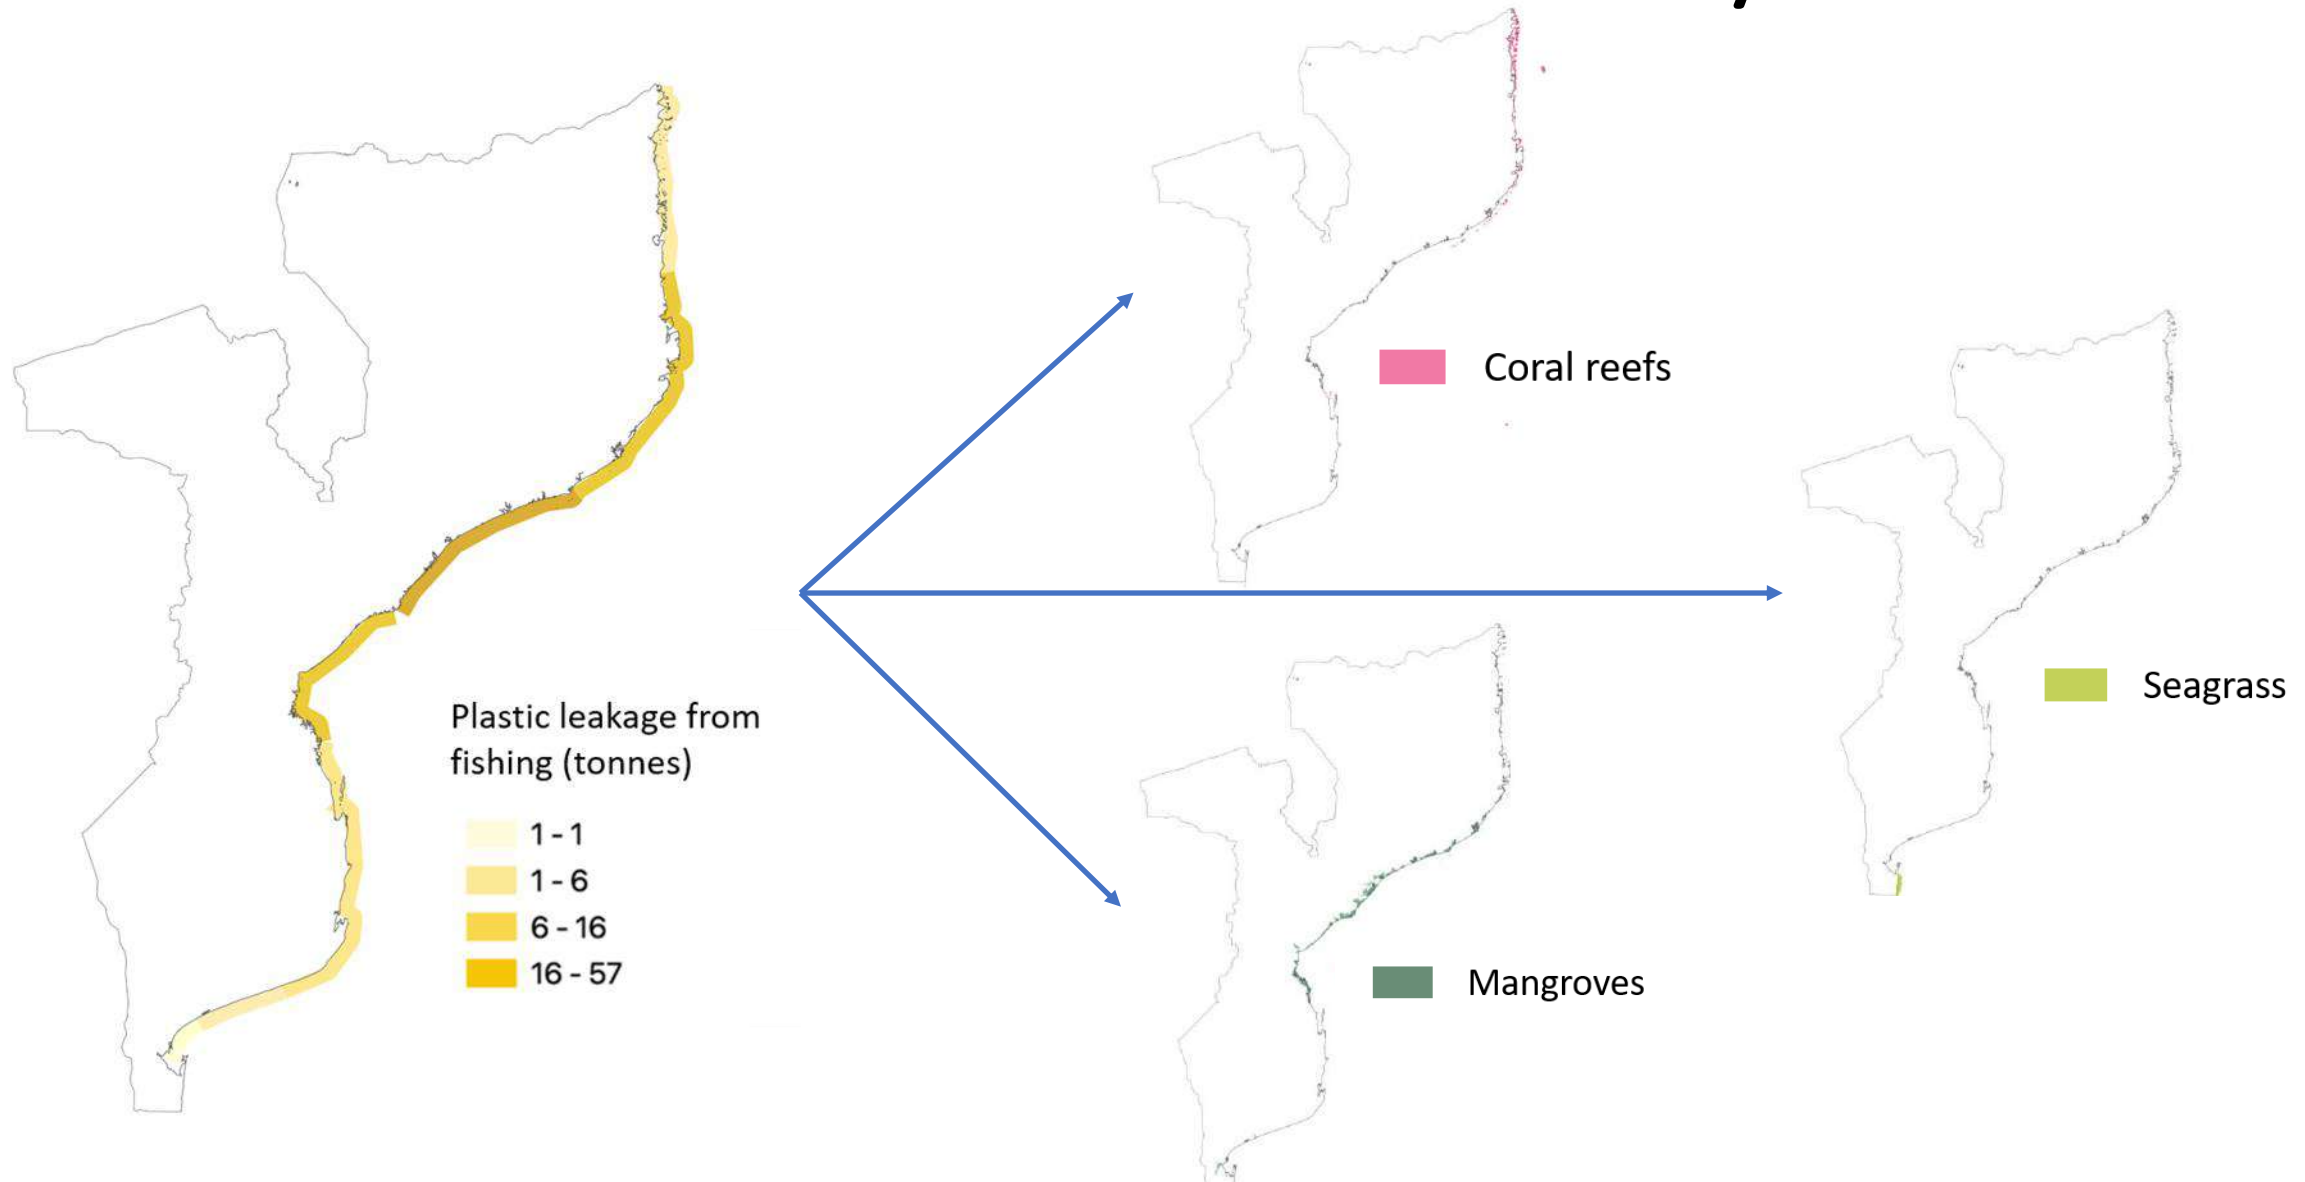 Plastic leakage from
fishing (tonnes)
1 - 1
1 - 6
6 - 16
16 - 57
Coral reefs
Mangroves
Seagrass